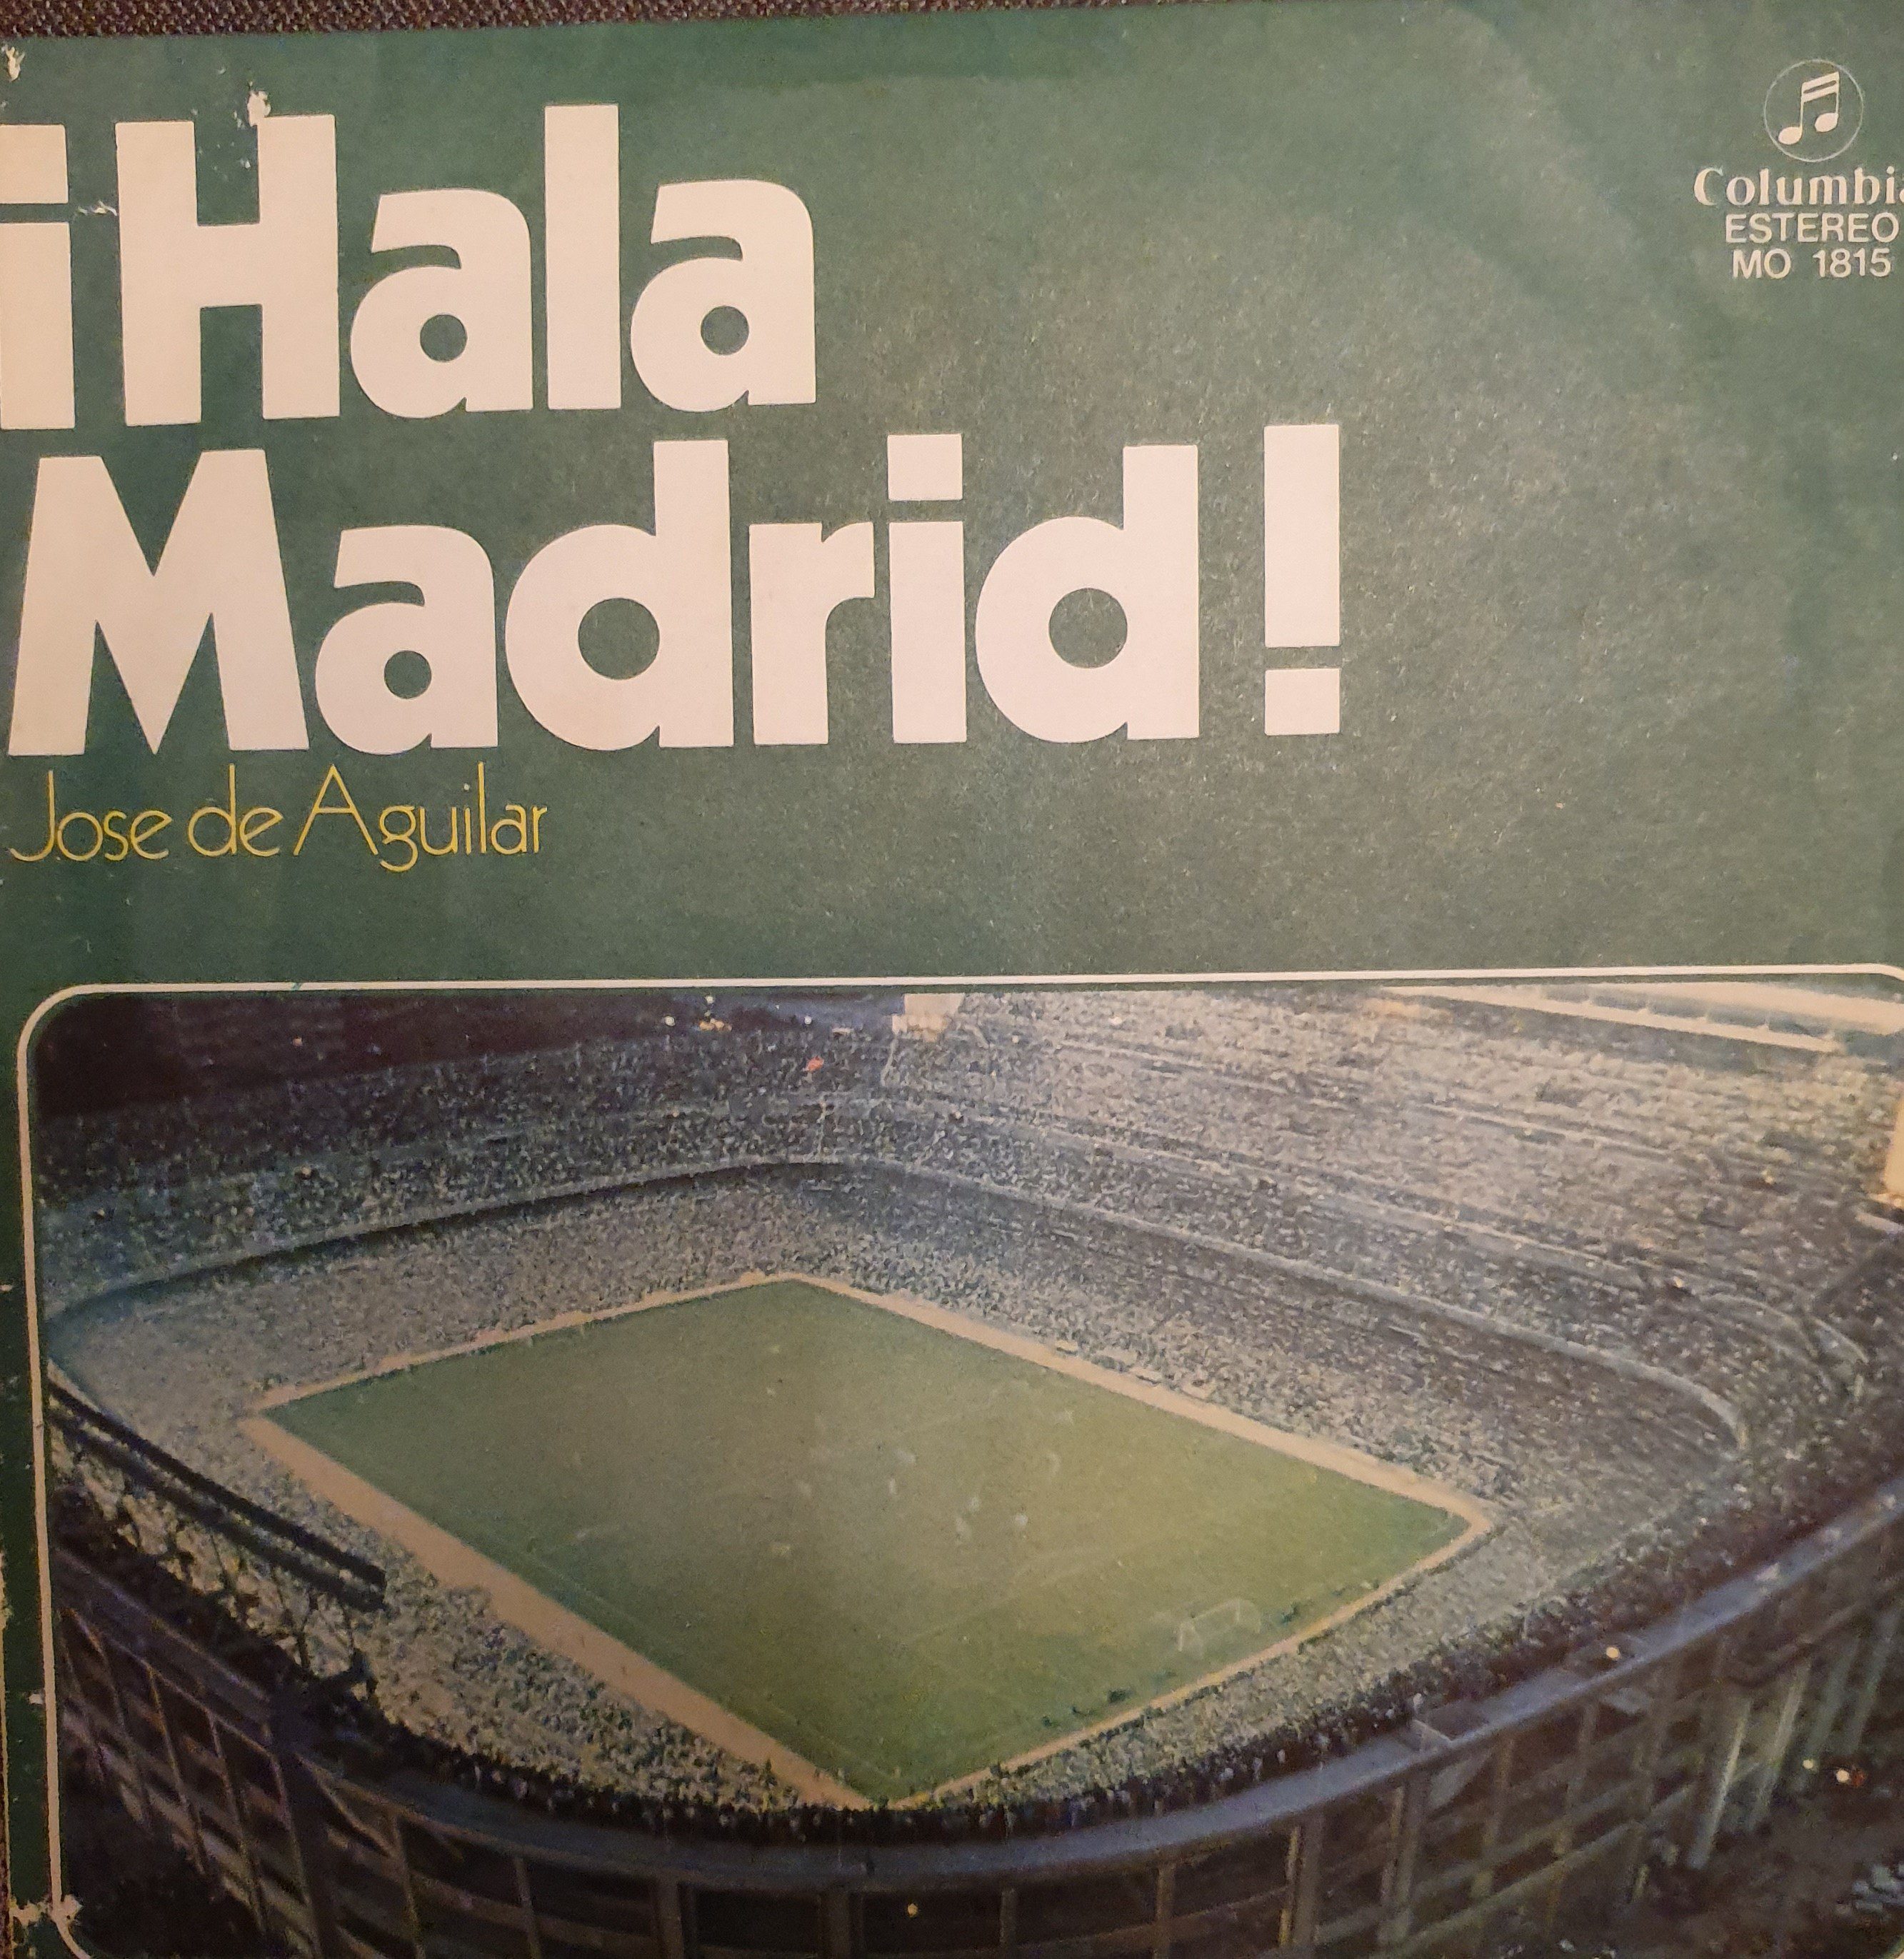 ¡Hala
Madrid!
Jose de Aguilar
Columbia
ESTEREO
MO 1815